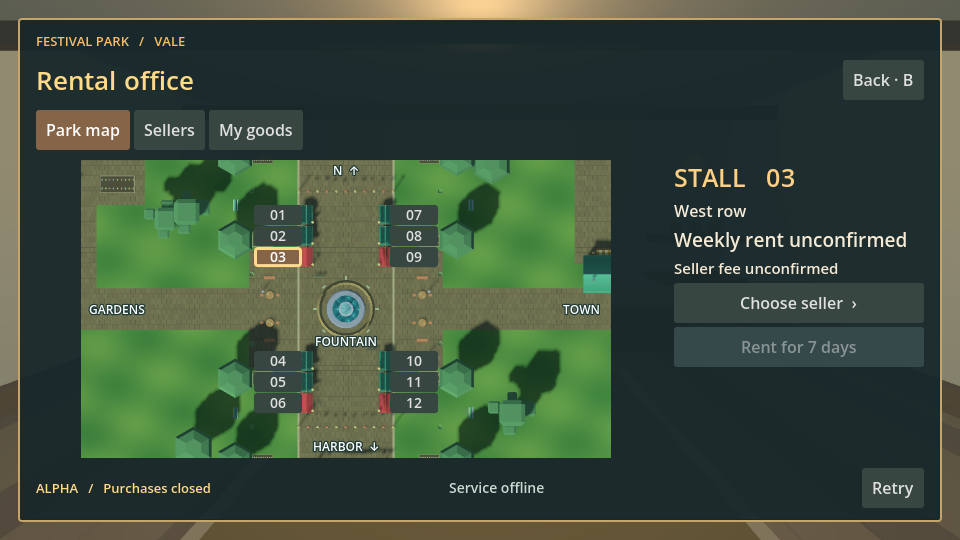 FESTIVAL PARK / VALE
Rental office
Back · B
Park map
Sellers
My goods
N ↑
01
02
03
07
08
09
GARDENS
TOWN
FOUNTAIN
04
05
06
10
11
12
HARBOR ↓
STALL 03
West row
Weekly rent unconfirmed
Seller fee unconfirmed
Choose seller ›
Rent for 7 days
ALPHA / Purchases closed
Service offline
Retry